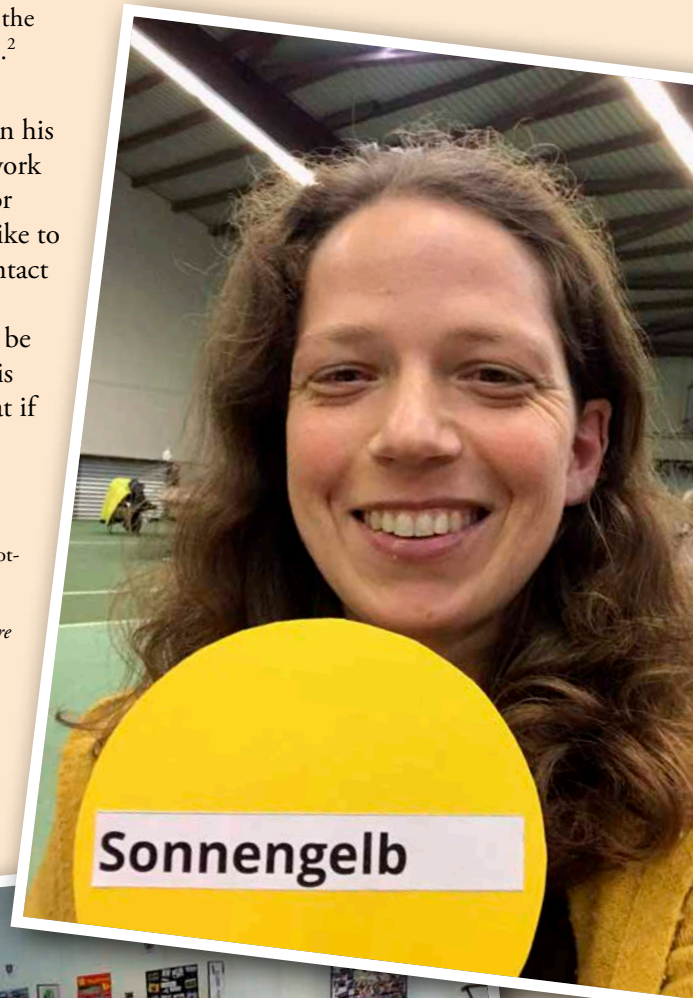 the
.2
n his
work
or
ike to
ntact
be
is
at if
ot-
re
Sonnengelb